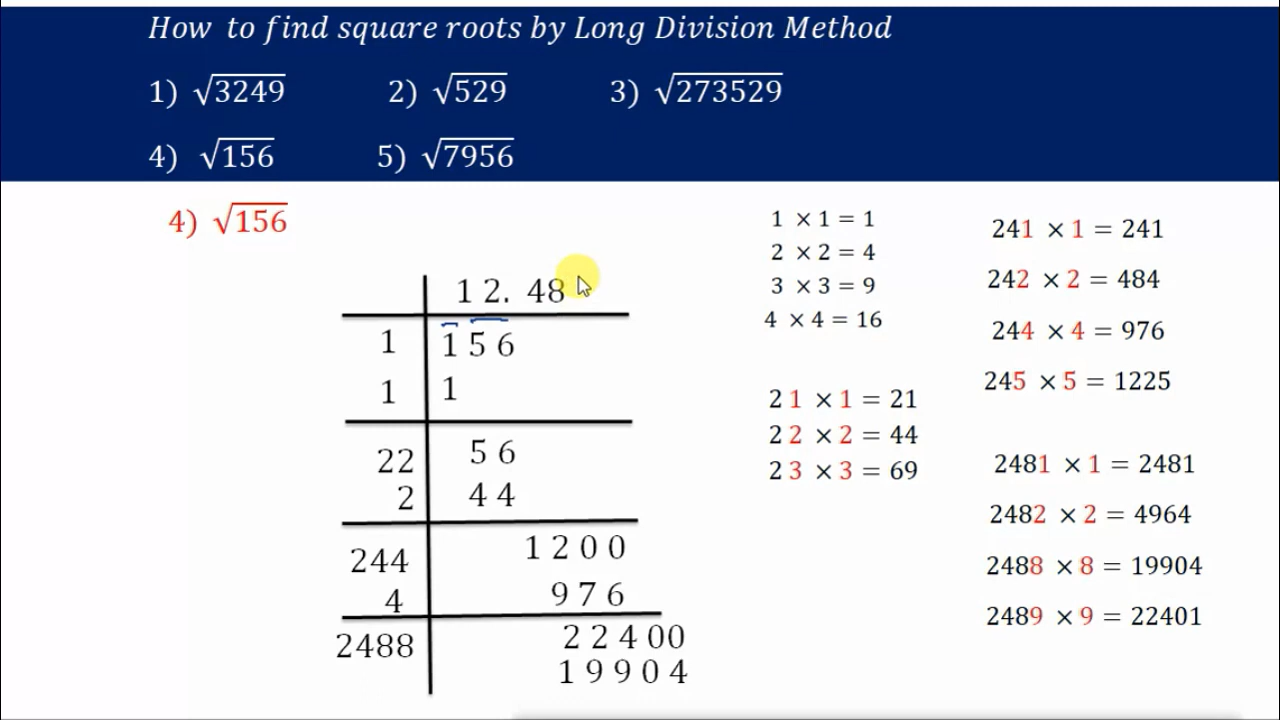 How to find square roots by Long Division Method
1) √3249 2) √529 3) √273529
4) √156 5) √7956
4) √156
12. 48
1 156
1 1
22 56
2 44
244 1200
4 976
2488 22400
19904
1 × 1 = 1
2 × 2 = 4
3 × 3 = 9
4 × 4 = 16
21 × 1 = 21
22 × 2 = 44
23 × 3 = 69
241 × 1 = 241
242 × 2 = 484
244 × 4 = 976
245 × 5 = 1225
2481 × 1 = 2481
2482 × 2 = 4964
2488 × 8 = 19904
2489 × 9 = 22401